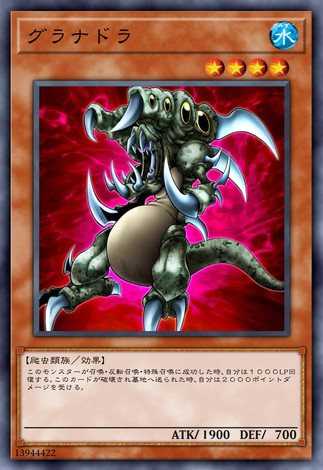 グラナドラ
水
【爬虫類族／効果】
このモンスターが召喚・反転召喚・特殊召喚に成功した時、自分は１０００LP回
復する。このカードが破壊され墓地へ送られた時、自分は２０００ポイントダ
メージを受ける。
ATK/ 1900 DEF/ 700
13944422